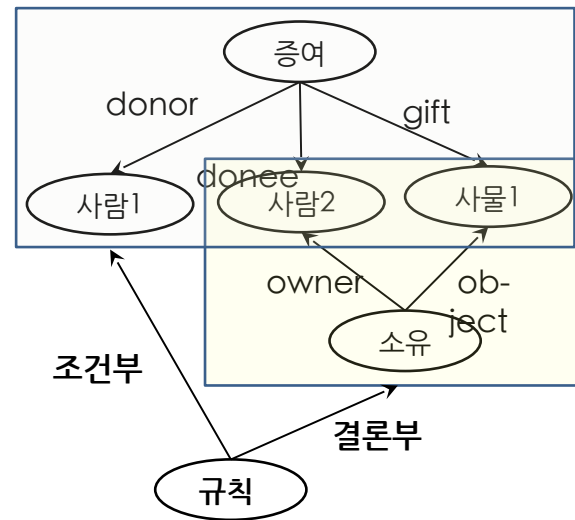 증여
donor
gift
donee
사람1
사람2
사물1
owner
ob-
ject
소유
조건부
결론부
규칙